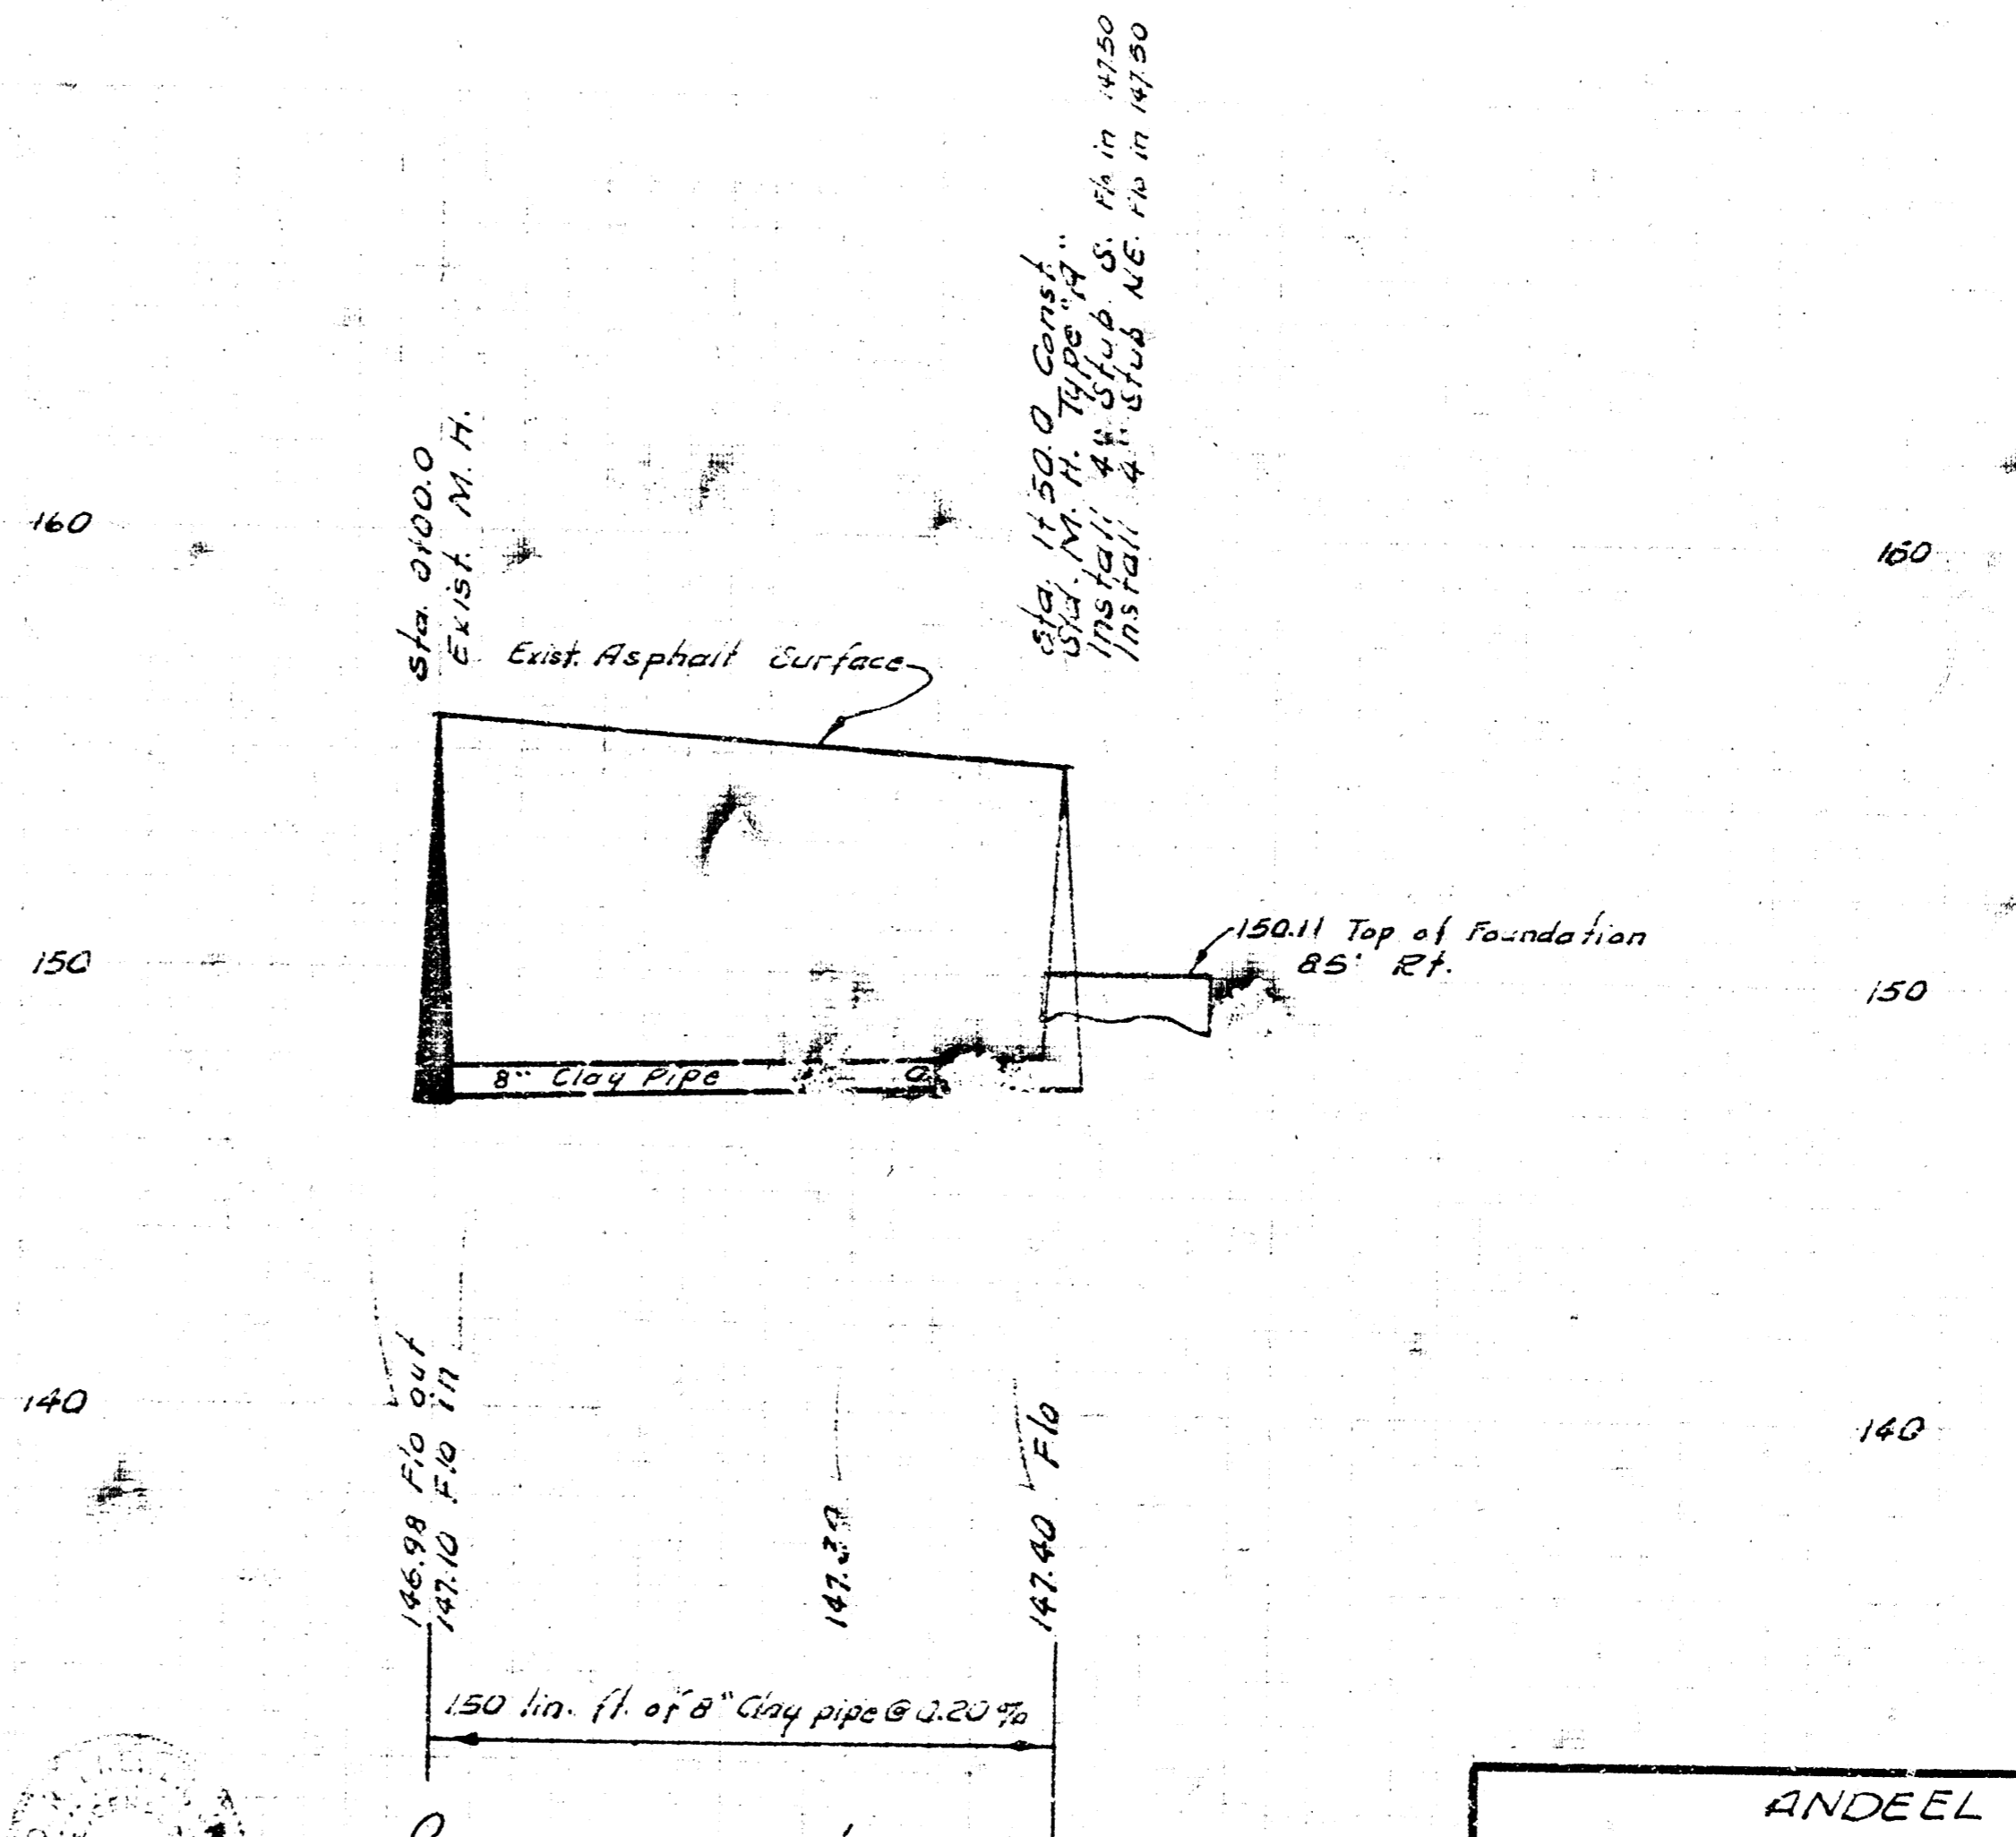 Sta. 0+00.0
Exist. M. H.
Sta. 1+50.0 Const.
Std. M. H. Type "A"
Install 4" Stub S. Flo in 147.50
Install 4" Stub NE. Flo in 147.50
160
160
Exist. Asphalt Surface
150
150.11 Top of Foundation
85' Rt.
150
8" Clay Pipe
140
140
146.98 Flo out
147.10 Flo in
147.40 Flo
150 lin. ft. of 8" Clay pipe @ 0.20 %
ANDEEL